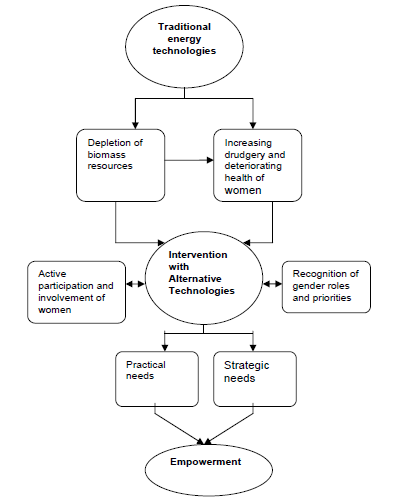 Traditional
energy
technologies
Depletion of
biomass
resources
Increasing
drudgery and
deteriorating
health of
women
Intervention
with
Alternative
Technologies
Active
participation and
involvement of
women
Recognition of
gender roles
and priorities
Practical
needs
Strategic
needs
Empowerment